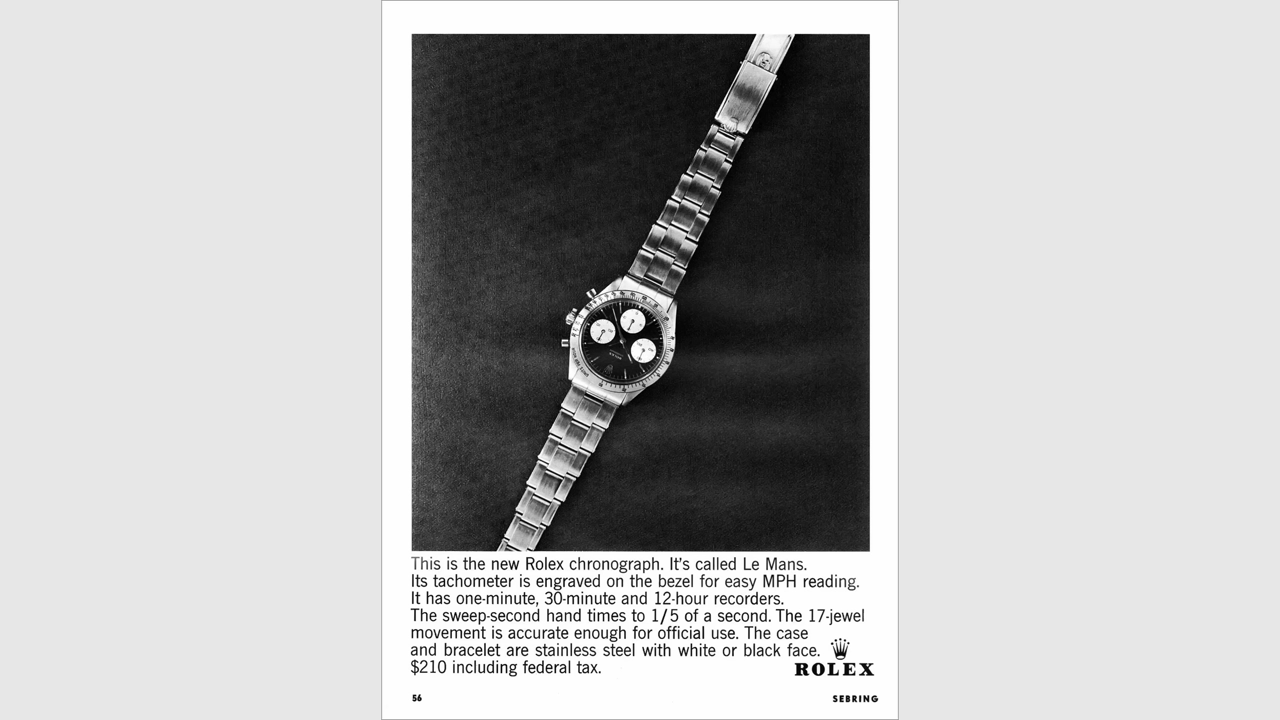 This is the new Rolex chronograph. It's called Le Mans.
Its tachometer is engraved on the bezel for easy MPH reading.
It has one-minute, 30-minute and 12-hour recorders.
The sweep-second hand times to 1/5 of a second. The 17-jewel
movement is accurate enough for official use. The case
and bracelet are stainless steel with white or black face.
$210 including federal tax.
ROLEX
56
SEBRING